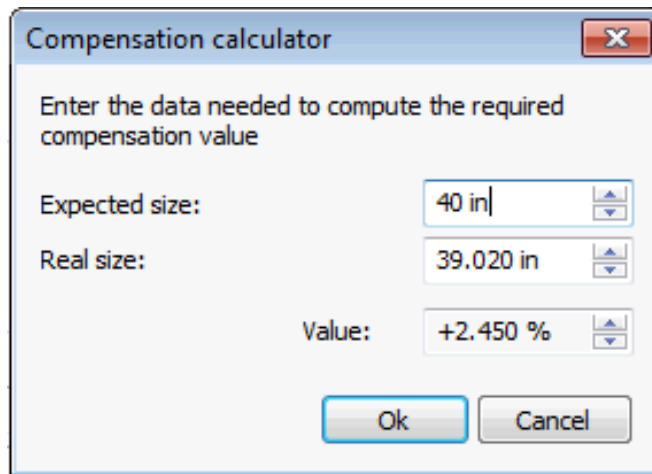 Compensation calculator
Enter the data needed to compute the required
compensation value
Expected size: 40 in
Real size: 39.020 in
Value: +2.450 %
Ok Cancel